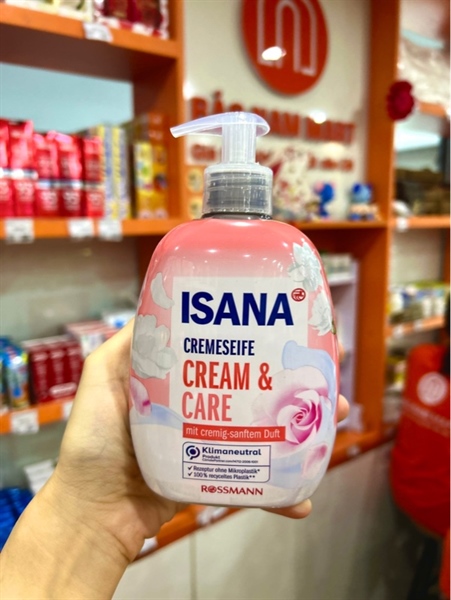 ISANA
CREMESEIFE
CREAM &
CARE
mit cremig-sanftem Duft
Klimaneutral
Produkt
✓ Rezeptur ohne Mikroplastik*
✓ 100% recyceltes Plastik**
ROSSMANN